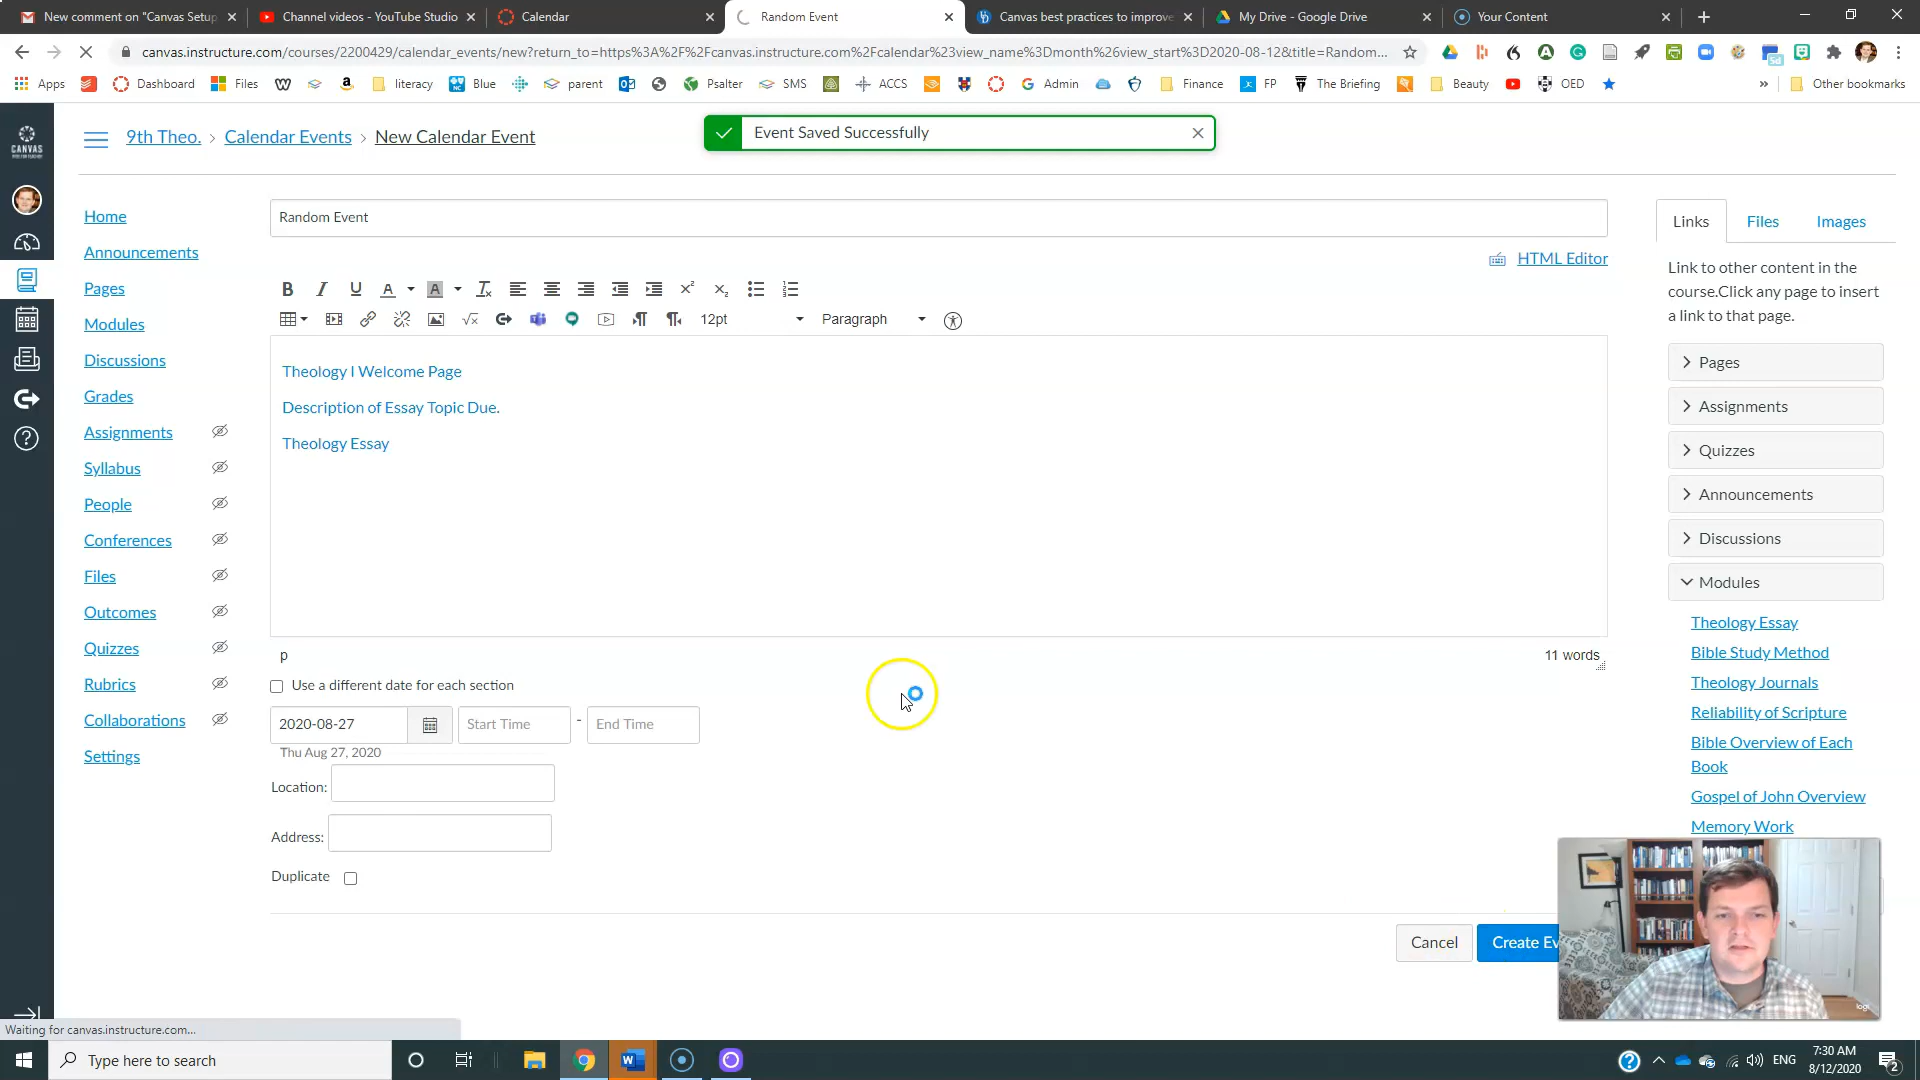 New comment on "Canvas Setup
Channel videos - YouTube Studio
Calendar
Random Event
Canvas best practices to improve
My Drive - Google Drive
Your Content
canvas.instructure.com/courses/2200429/calendar_events/new?return_to=https%3A%2F%2Fcanvas.instructure.com%2Fcalendar%23view_name%3Dmonth%26view_start%3D2020-08-12&title=Random...
Apps
Dashboard
Files
literacy
Blue
parent
Psalter
SMS
ACCS
Admin
Finance
FP
The Briefing
Beauty
OED
»
Other bookmarks
CANVAS
9th Theo. > Calendar Events > New Calendar Event
Event Saved Successfully
Home
Announcements
Pages
Modules
Discussions
Grades
Assignments
Syllabus
People
Conferences
Files
Outcomes
Quizzes
Rubrics
Collaborations
Settings
Random Event
HTML Editor
12pt
Paragraph
Theology I Welcome Page
Description of Essay Topic Due.
Theology Essay
p
11 words
Use a different date for each section
2020-08-27
Start Time
-
End Time
Thu Aug 27, 2020
Location:
Address:
Duplicate
Cancel
Create Ev
Links
Files
Images
Link to other content in the
course.Click any page to insert
a link to that page.
Pages
Assignments
Quizzes
Announcements
Discussions
Modules
Theology Essay
Bible Study Method
Theology Journals
Reliability of Scripture
Bible Overview of Each
Book
Gospel of John Overview
Memory Work
logi
Waiting for canvas.instructure.com...
Type here to search
ENG
7:30 AM
8/12/2020
2